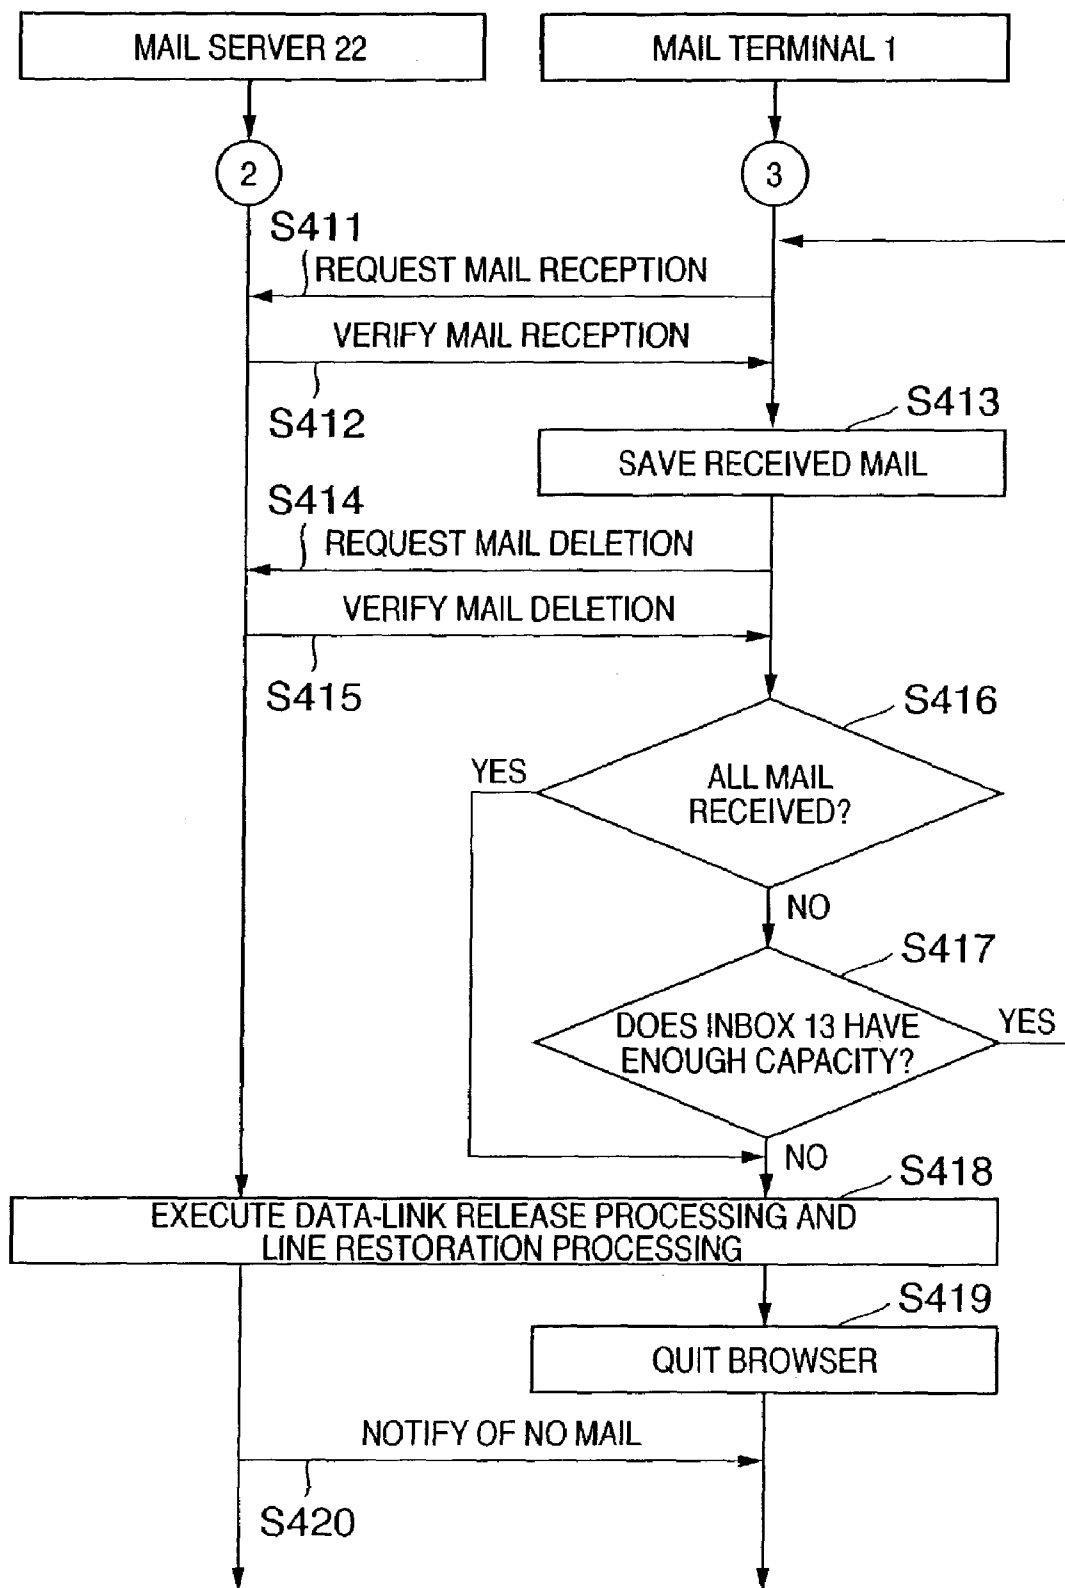 MAIL SERVER 22
MAIL TERMINAL 1
2
3
S411
REQUEST MAIL RECEPTION
VERIFY MAIL RECEPTION
S412
S413
SAVE RECEIVED MAIL
S414
REQUEST MAIL DELETION
VERIFY MAIL DELETION
S415
S416
YES
ALL MAIL
RECEIVED?
NO
S417
DOES INBOX 13 HAVE
ENOUGH CAPACITY?
YES
NO
S418
EXECUTE DATA-LINK RELEASE PROCESSING AND
LINE RESTORATION PROCESSING
S419
QUIT BROWSER
NOTIFY OF NO MAIL
S420